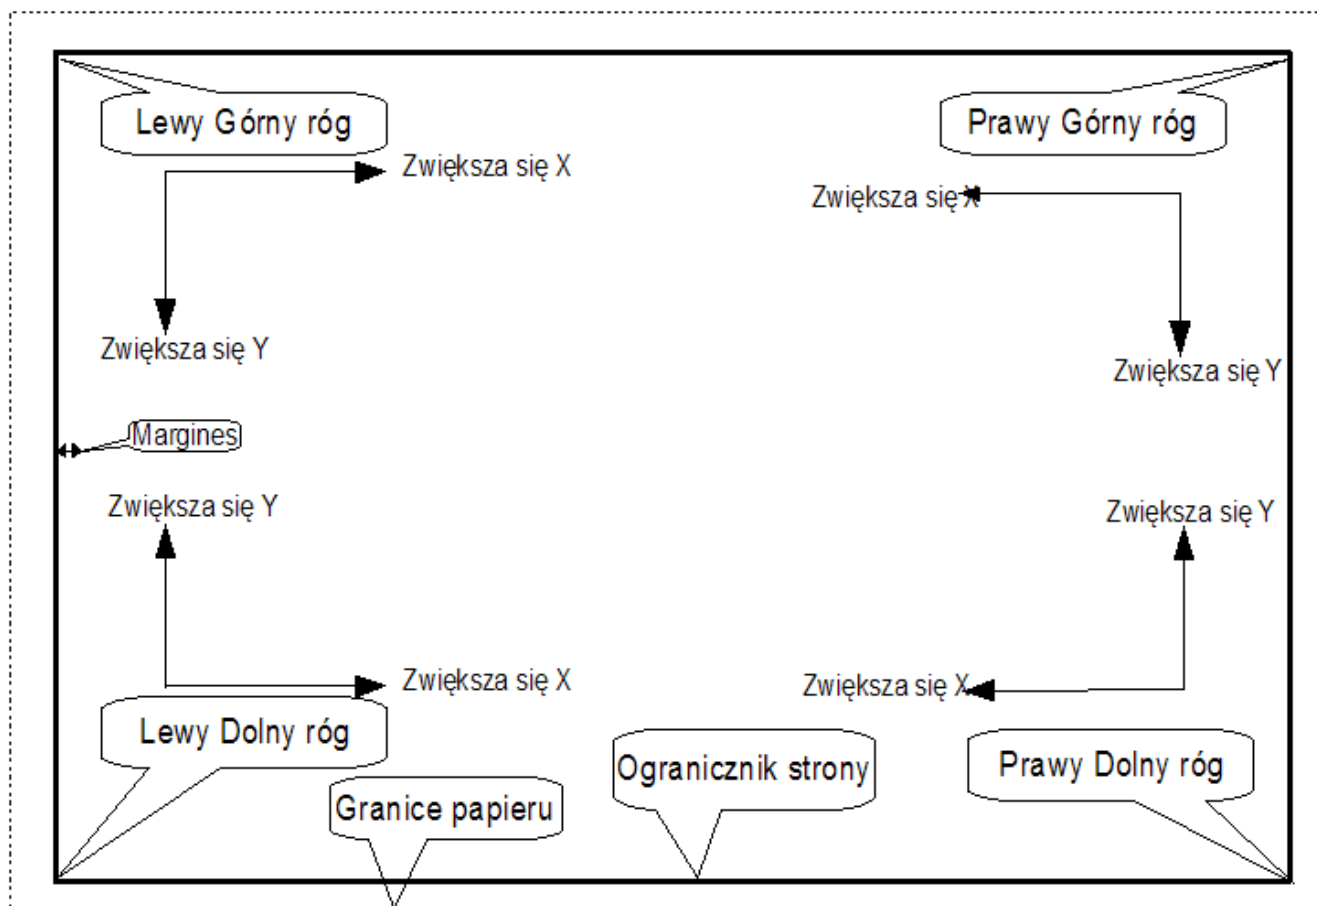 Lewy Górny róg
Prawy Górny róg
Zwiększa się X
Zwiększa się X
Zwiększa się Y
Zwiększa się Y
Margines
Zwiększa się Y
Zwiększa się Y
Zwiększa się X
Zwiększa się X
Lewy Dolny róg
Ogranicznik strony
Prawy Dolny róg
Granice papieru